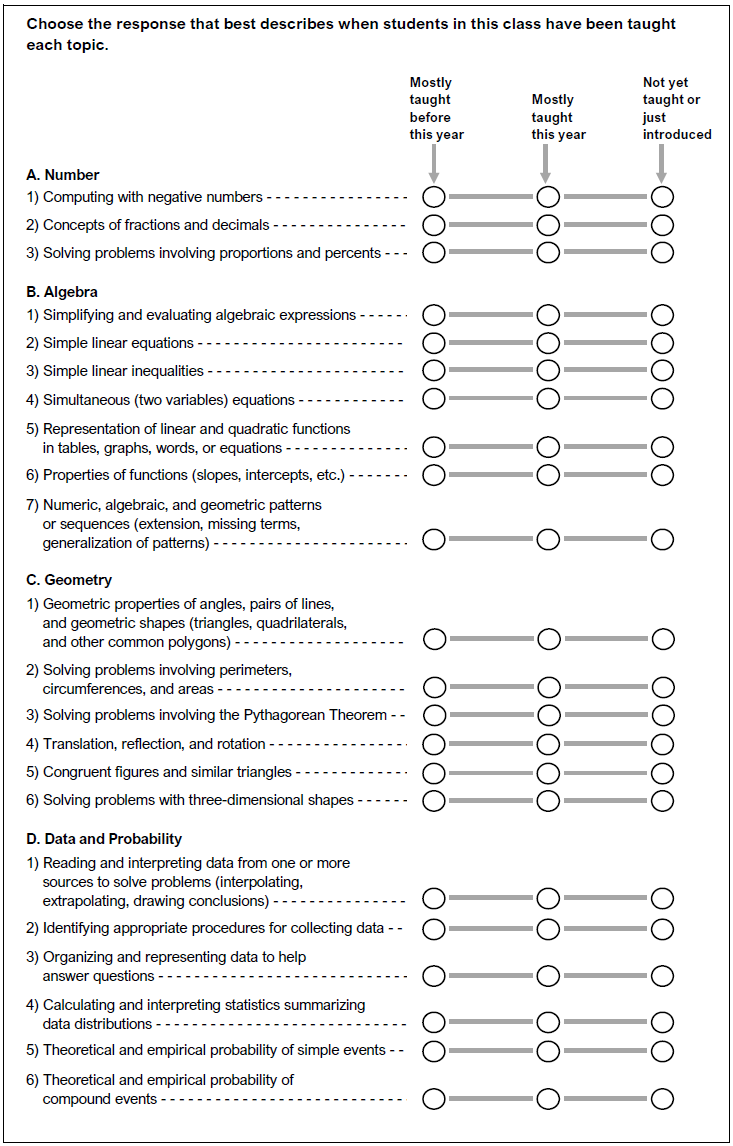 Choose the response that best describes when students in this class have been taught
each topic.
Mostly
taught
before
this year
Mostly
taught
this year
Not yet
taught or
just
introduced
A. Number
1) Computing with negative numbers
2) Concepts of fractions and decimals
3) Solving problems involving proportions and percents
B. Algebra
1) Simplifying and evaluating algebraic expressions
2) Simple linear equations
3) Simple linear inequalities
4) Simultaneous (two variables) equations
5) Representation of linear and quadratic functions
in tables, graphs, words, or equations
6) Properties of functions (slopes, intercepts, etc.)
7) Numeric, algebraic, and geometric patterns
or sequences (extension, missing terms,
generalization of patterns)
C. Geometry
1) Geometric properties of angles, pairs of lines,
and geometric shapes (triangles, quadrilaterals,
and other common polygons)
2) Solving problems involving perimeters,
circumferences, and areas
3) Solving problems involving the Pythagorean Theorem
4) Translation, reflection, and rotation
5) Congruent figures and similar triangles
6) Solving problems with three-dimensional shapes
D. Data and Probability
1) Reading and interpreting data from one or more
sources to solve problems (interpolating,
extrapolating, drawing conclusions)
2) Identifying appropriate procedures for collecting data
3) Organizing and representing data to help
answer questions
4) Calculating and interpreting statistics summarizing
data distributions
5) Theoretical and empirical probability of simple events
6) Theoretical and empirical probability of
compound events